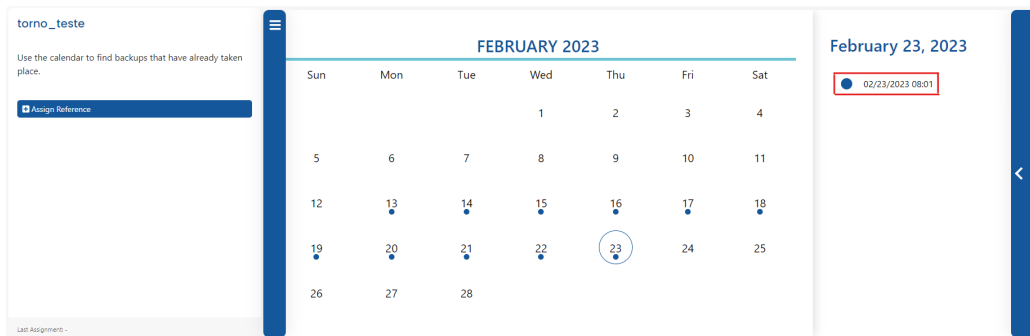 torno_teste
Use the calendar to find backups that have already taken
place.
Assign Reference
Last Assignment: -
FEBRUARY 2023
Sun Mon Tue Wed Thu Fri Sat
1 2 3 4
5 6 7 8 9 10 11
12 13 14 15 16 17 18
19 20 21 22 23 24 25
26 27 28
February 23, 2023
02/23/2023 08:01